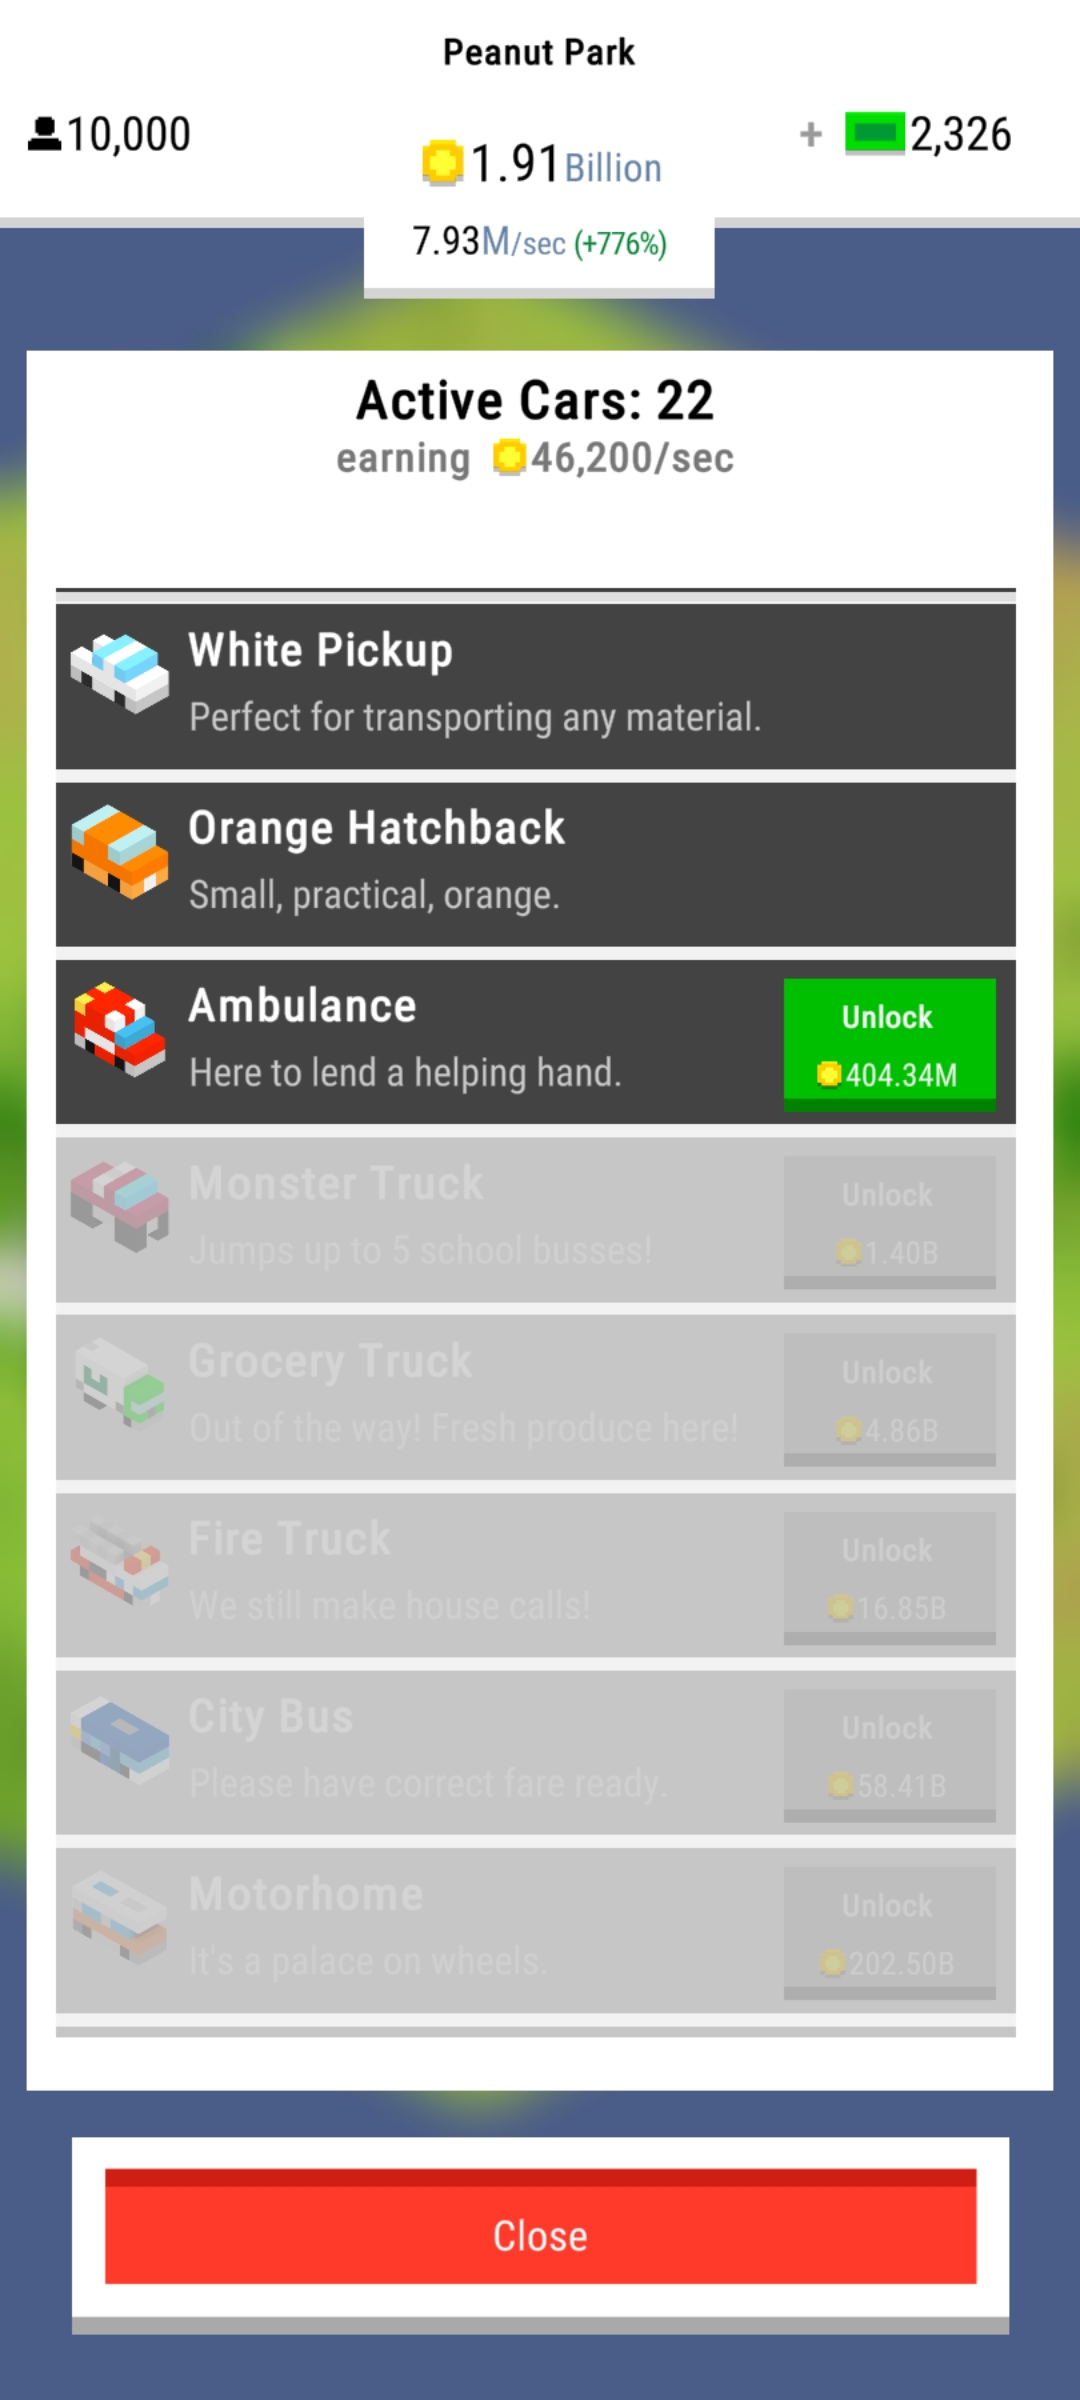 Peanut Park
10,000
1.91 Billion
+ 2,326
7.93M/sec (+776%)
Active Cars: 22
earning 46,200/sec
White Pickup
Perfect for transporting any material.
Orange Hatchback
Small, practical, orange.
Ambulance
Here to lend a helping hand.
Unlock
404.34M
Monster Truck
Jumps up to 5 school busses!
Unlock
1.40B
Grocery Truck
Out of the way! Fresh produce here!
Unlock
4.86B
Fire Truck
We still make house calls!
Unlock
16.85B
City Bus
Please have correct fare ready.
Unlock
58.41B
Motorhome
It's a palace on wheels.
Unlock
202.50B
Close